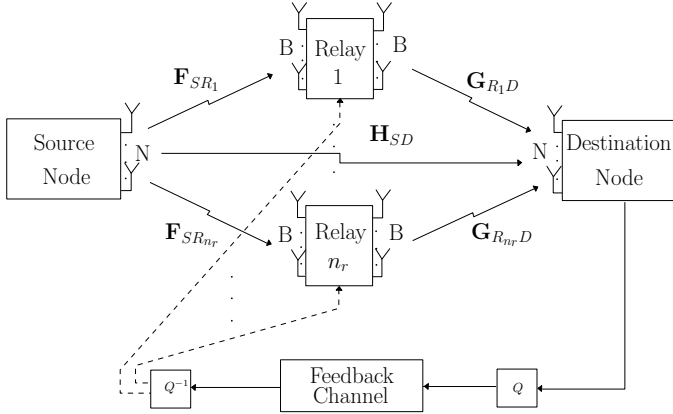 B
Relay
1
B
𝐅_{SR_1}
𝐆_{R_1D}
Source
Node
N
𝐇_{SD}
N
Destination
Node
𝐅_{SR_{n_r}}
B
Relay
n_r
B
𝐆_{R_{nr}D}
Q^{-1}
Feedback
Channel
Q